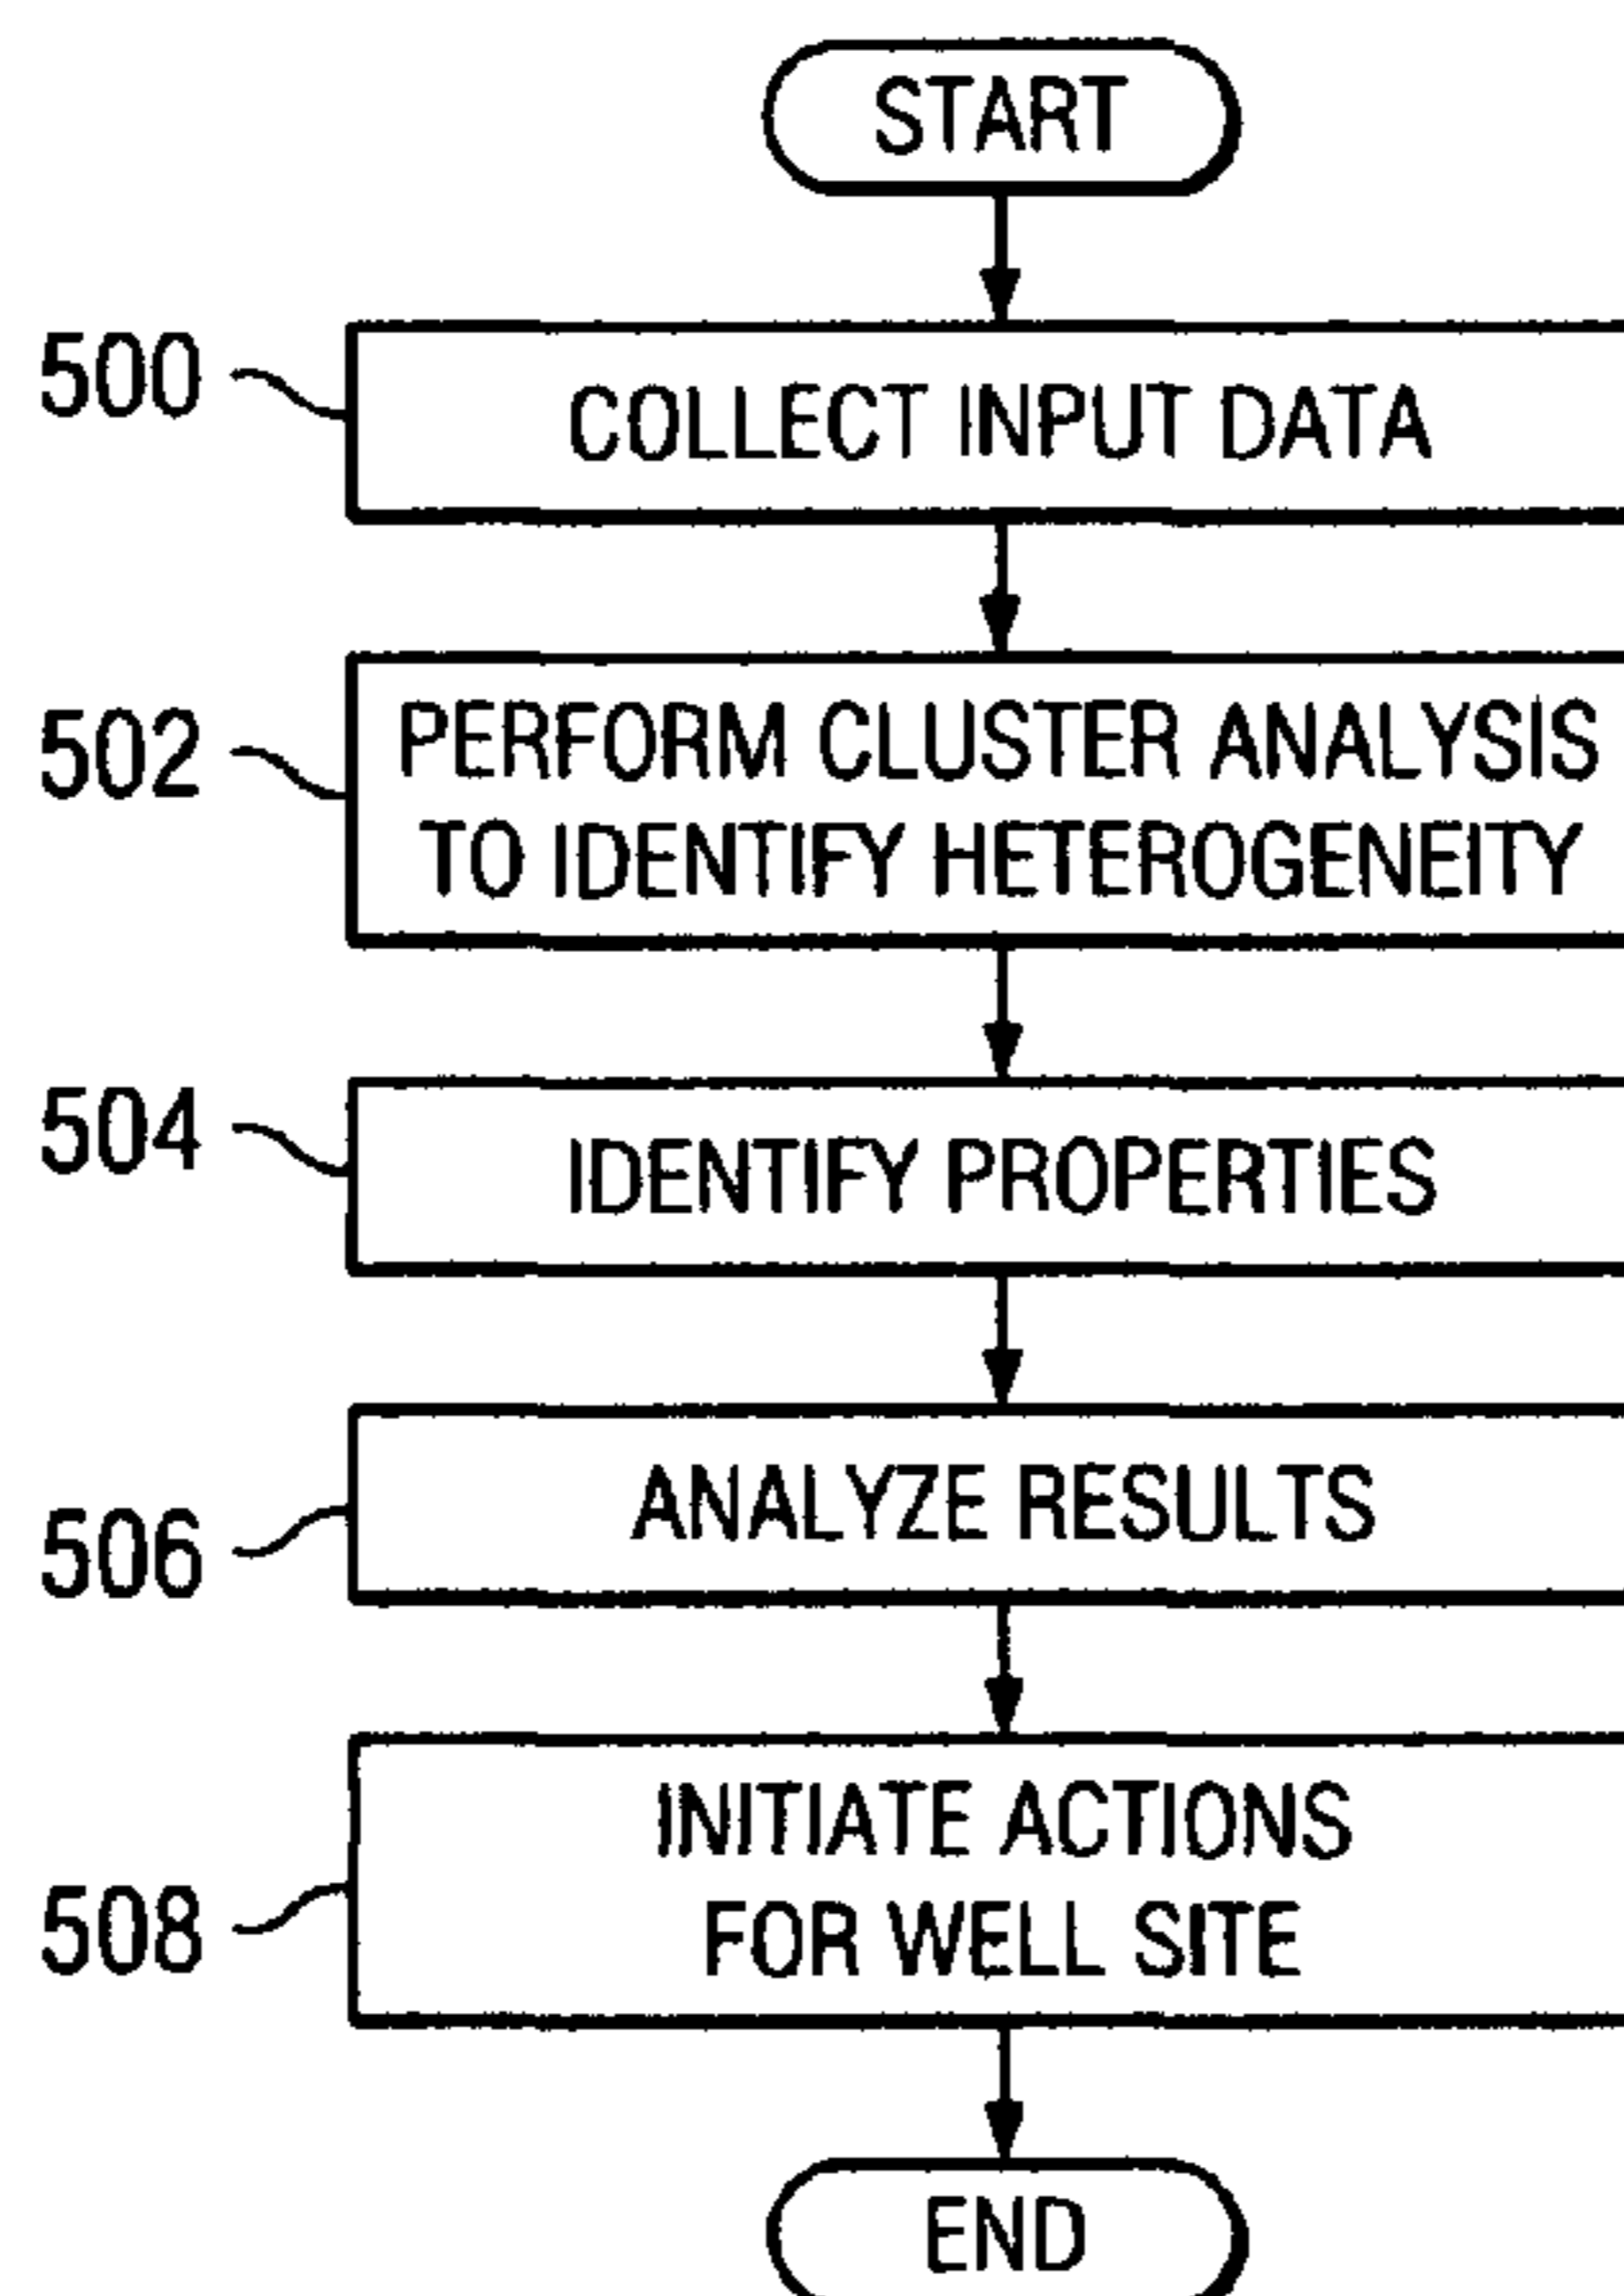 START
500
COLLECT INPUT DATA
502
PERFORM CLUSTER ANALYSIS
TO IDENTIFY HETEROGENEITY
504
IDENTIFY PROPERTIES
506
ANALYZE RESULTS
508
INITIATE ACTIONS
FOR WELL SITE
END